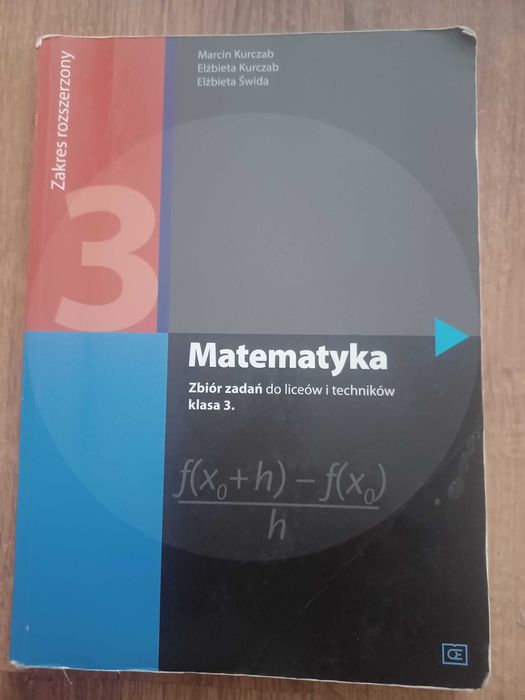 Marcin Kurczab
Elżbieta Kurczab
Elżbieta Świda
Zakres rozszerzony
3
Matematyka
Zbiór zadań do liceów i techników
klasa 3.
f(x₀+h) – f(x₀)
h
OE